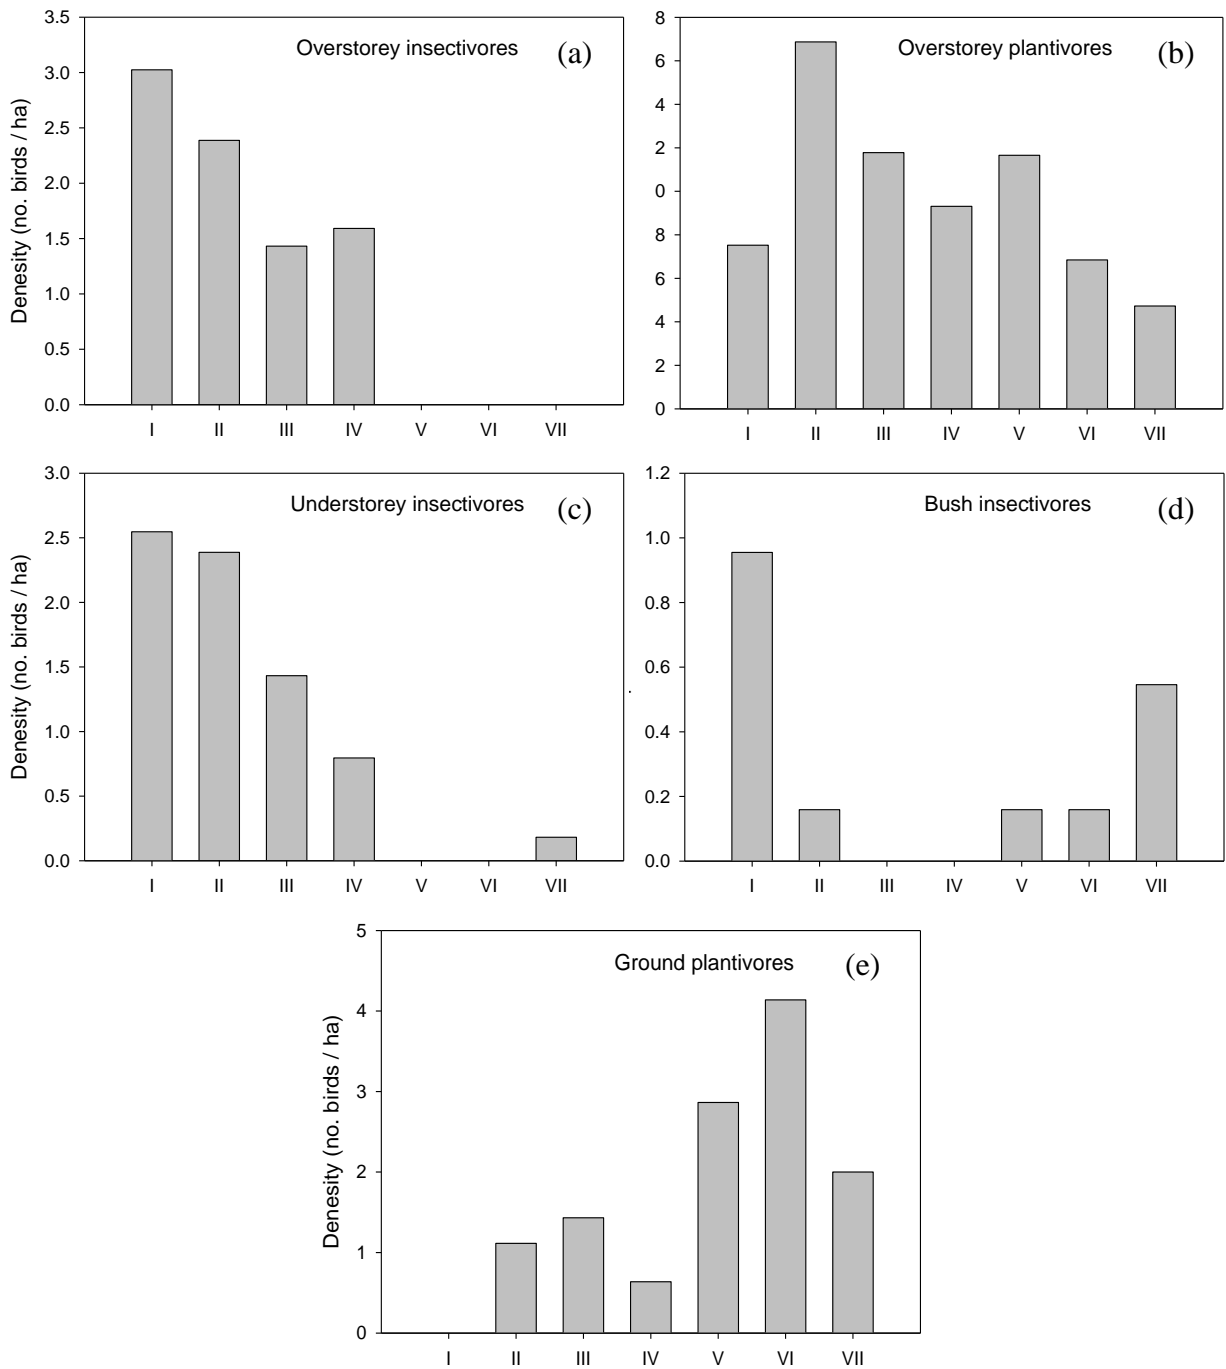 Overstorey insectivores (a)
Denesity (no. birds / ha)
3.5
3.0
2.5
2.0
1.5
1.0
0.5
0.0
I II III IV V VI VII
Overstorey plantivores (b)
8
6
2
0
8
6
4
2
0
I II III IV V VI VII
Understorey insectivores (c)
Denesity (no. birds / ha)
3.0
2.5
2.0
1.5
1.0
0.5
0.0
I II III IV V VI VII
Bush insectivores (d)
1.2
1.0
0.8
0.6
0.4
0.2
0.0
I II III IV V VI VII
Ground plantivores (e)
Denesity (no. birds / ha)
5
4
3
2
1
0
I II III IV V VI VII